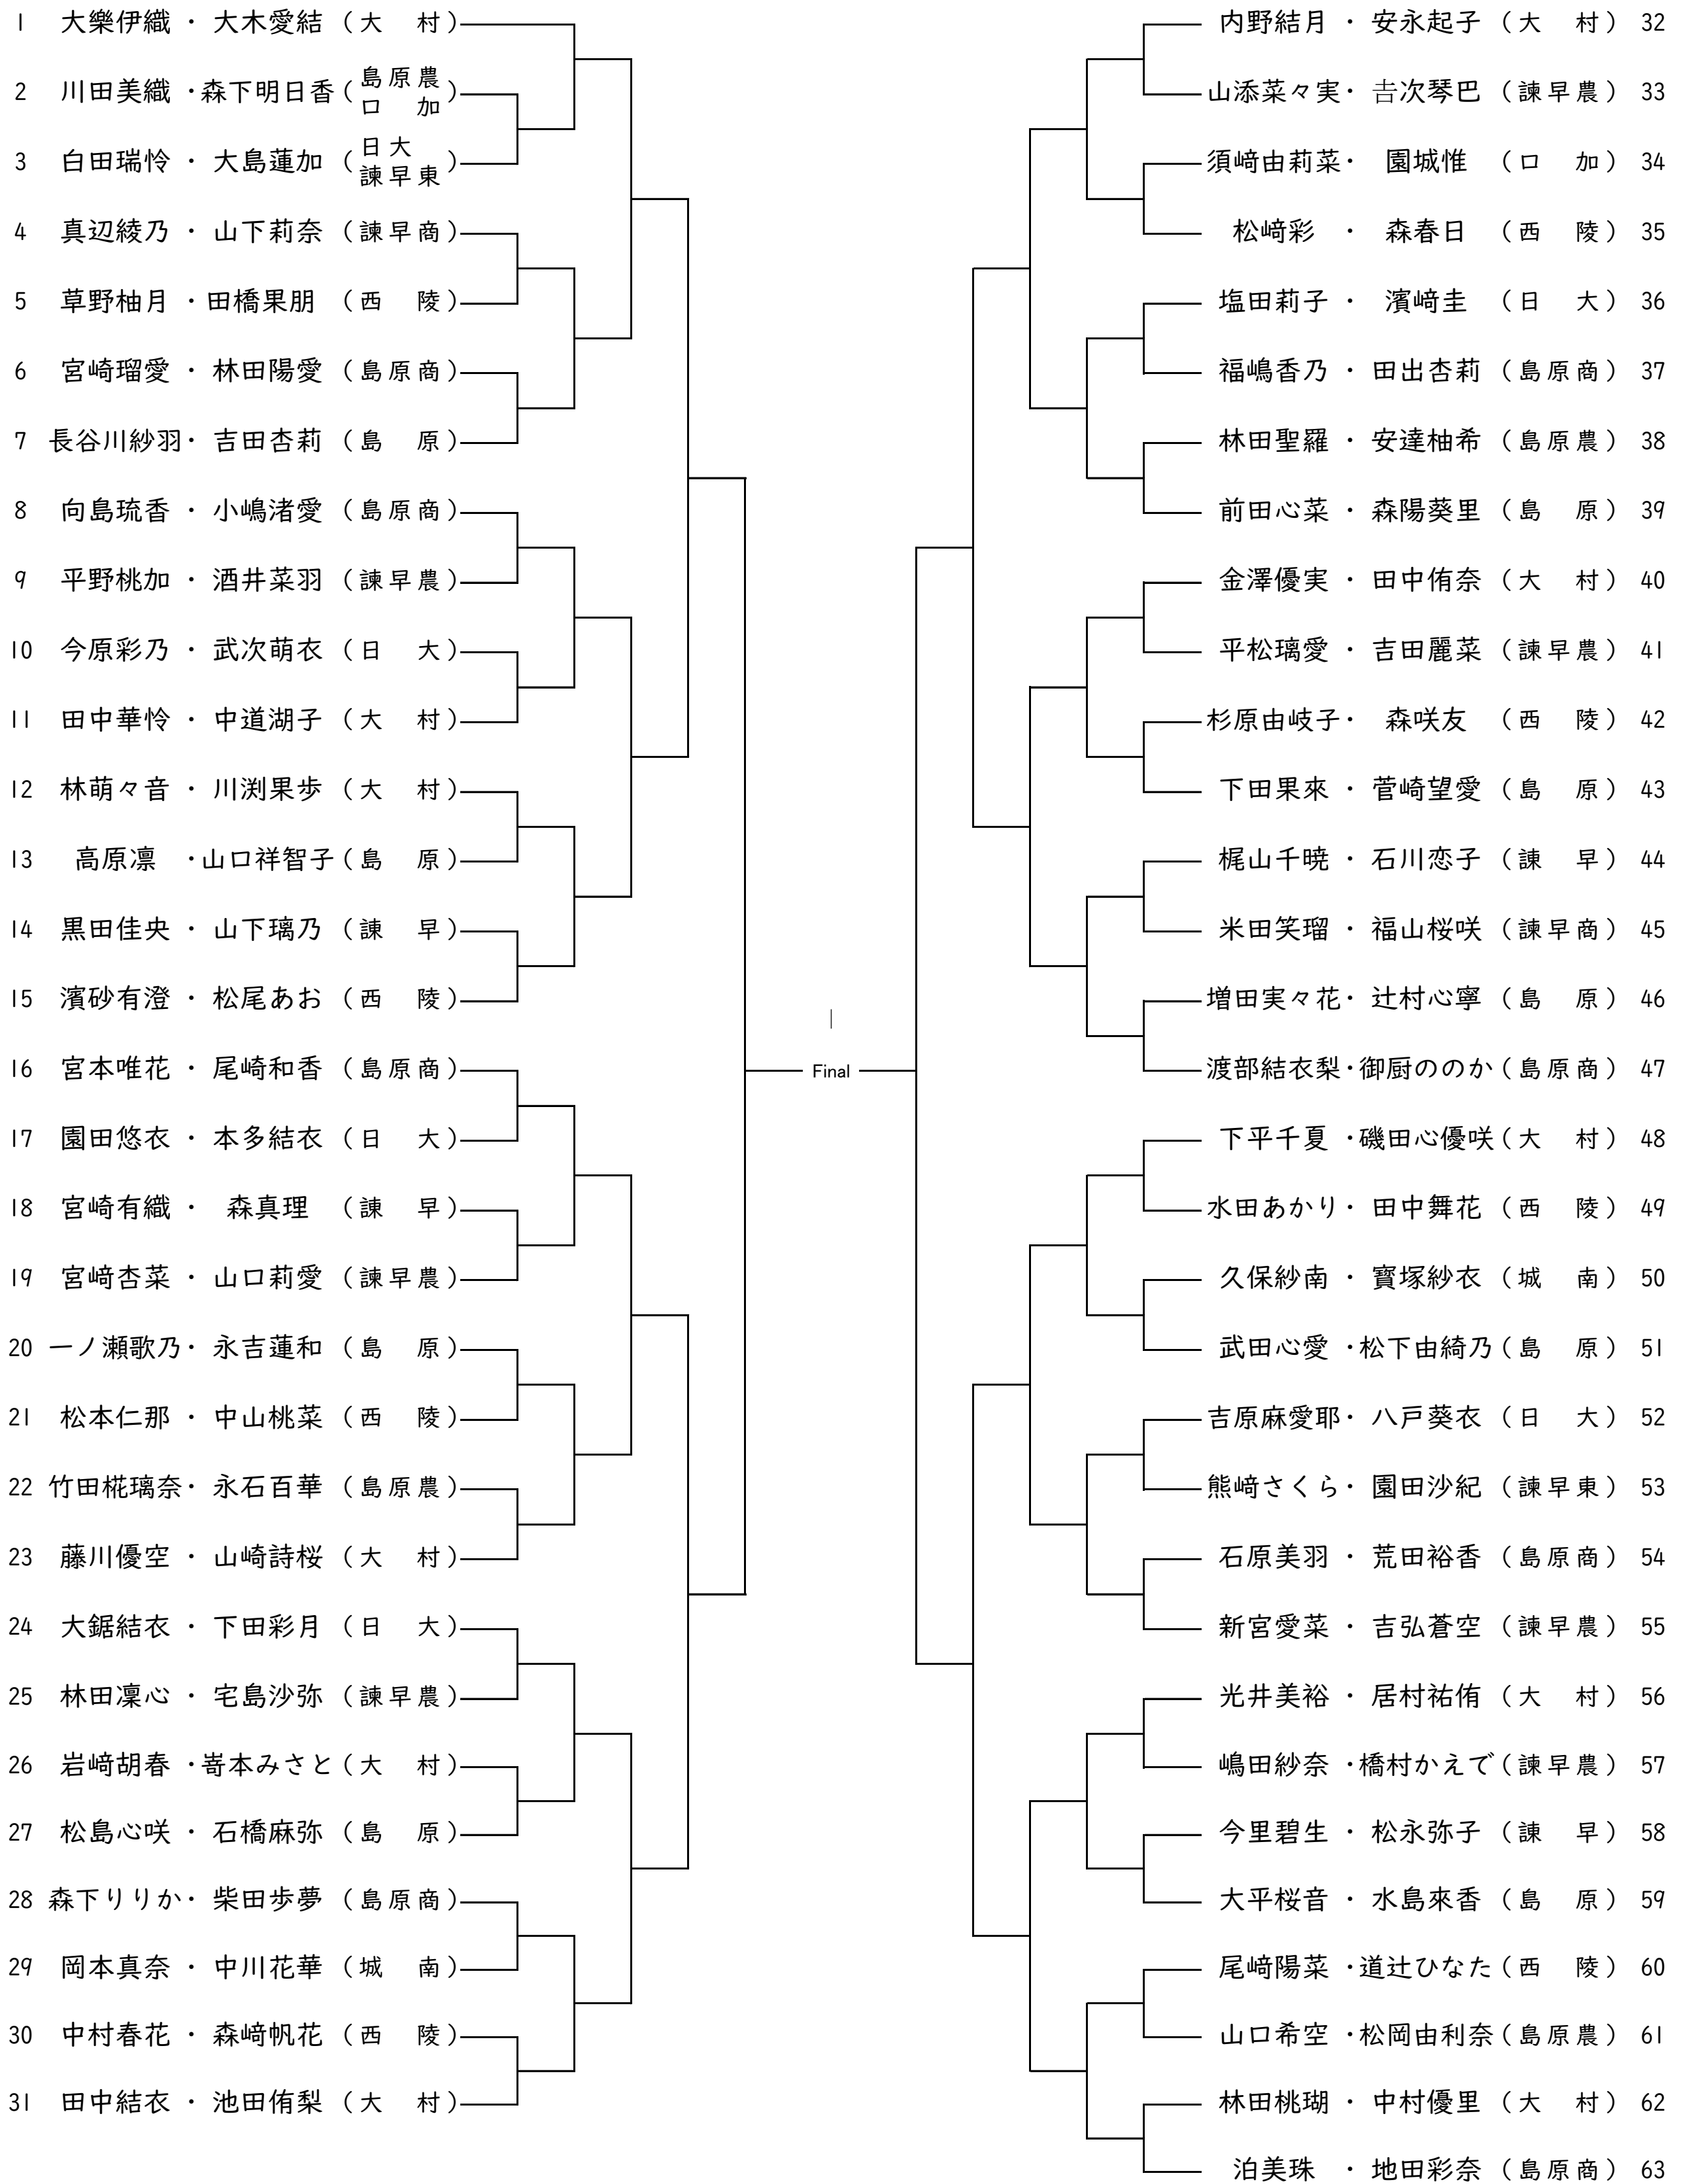 1 大樂伊織 ・ 大木愛結 （大 村）
2 川田美織 ・ 森下明日香 （島原農 口 加）
3 白田瑞怜 ・ 大島蓮加 （日大 諫早東）
4 真辺綾乃 ・ 山下莉奈 （諫早商）
5 草野柚月 ・ 田橋果朋 （西 陵）
6 宮崎瑠愛 ・ 林田陽愛 （島原商）
7 長谷川紗羽 ・ 吉田杏莉 （島 原）
8 向島琉香 ・ 小嶋渚愛 （島原商）
9 平野桃加 ・ 酒井菜羽 （諫早農）
10 今原彩乃 ・ 武次萌衣 （日 大）
11 田中華怜 ・ 中道湖子 （大 村）
12 林萌々音 ・ 川渕果歩 （大 村）
13 高原凛 ・ 山口祥智子 （島 原）
14 黒田佳央 ・ 山下璃乃 （諫 早）
15 濱砂有澄 ・ 松尾あお （西 陵）
16 宮本唯花 ・ 尾崎和香 （島原商）
17 園田悠衣 ・ 本多結衣 （日 大）
18 宮崎有織 ・ 森真理 （諫 早）
19 宮﨑杏菜 ・ 山口莉愛 （諫早農）
20 一ノ瀬歌乃 ・ 永吉蓮和 （島 原）
21 松本仁那 ・ 中山桃菜 （西 陵）
22 竹田椛璃奈 ・ 永石百華 （島原農）
23 藤川優空 ・ 山崎詩桜 （大 村）
24 大鋸結衣 ・ 下田彩月 （日 大）
25 林田凜心 ・ 宅島沙弥 （諫早農）
26 岩﨑胡春 ・ 嵜本みさと （大 村）
27 松島心咲 ・ 石橋麻弥 （島 原）
28 森下りりか ・ 柴田歩夢 （島原商）
29 岡本真奈 ・ 中川花華 （城 南）
30 中村春花 ・ 森﨑帆花 （西 陵）
31 田中結衣 ・ 池田侑梨 （大 村）
|
Final
内野結月 ・ 安永起子 （大 村） 32
山添菜々実 ・ 𠮷次琴巴 （諫早農） 33
須﨑由莉菜 ・ 園城惟 （口 加） 34
松﨑彩 ・ 森春日 （西 陵） 35
塩田莉子 ・ 濱﨑圭 （日 大） 36
福嶋香乃 ・ 田出杏莉 （島原商） 37
林田聖羅 ・ 安達柚希 （島原農） 38
前田心菜 ・ 森陽葵里 （島 原） 39
金澤優実 ・ 田中侑奈 （大 村） 40
平松璃愛 ・ 吉田麗菜 （諫早農） 41
杉原由岐子 ・ 森咲友 （西 陵） 42
下田果來 ・ 菅崎望愛 （島 原） 43
梶山千暁 ・ 石川恋子 （諫 早） 44
米田笑瑠 ・ 福山桜咲 （諫早商） 45
増田実々花 ・ 辻村心寧 （島 原） 46
渡部結衣梨 ・ 御厨ののか （島原商） 47
下平千夏 ・ 磯田心優咲 （大 村） 48
水田あかり ・ 田中舞花 （西 陵） 49
久保紗南 ・ 寳塚紗衣 （城 南） 50
武田心愛 ・ 松下由綺乃 （島 原） 51
吉原麻愛耶 ・ 八戸葵衣 （日 大） 52
熊﨑さくら ・ 園田沙紀 （諫早東） 53
石原美羽 ・ 荒田裕香 （島原商） 54
新宮愛菜 ・ 吉弘蒼空 （諫早農） 55
光井美裕 ・ 居村祐侑 （大 村） 56
嶋田紗奈 ・ 橋村かえで （諫早農） 57
今里碧生 ・ 松永弥子 （諫 早） 58
大平桜音 ・ 水島來香 （島 原） 59
尾﨑陽菜 ・ 道辻ひなた （西 陵） 60
山口希空 ・ 松岡由利奈 （島原農） 61
林田桃瑚 ・ 中村優里 （大 村） 62
泊美珠 ・ 地田彩奈 （島原商） 63